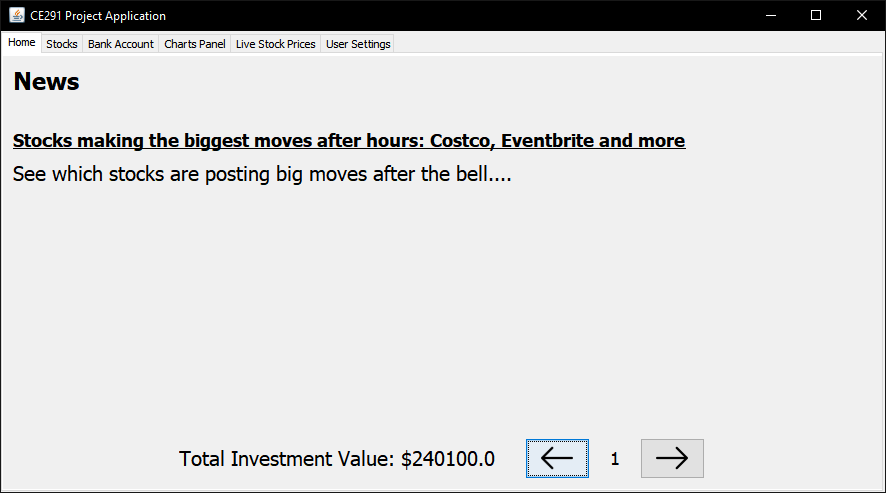 CE291 Project Application
Home Stocks Bank Account Charts Panel Live Stock Prices User Settings
News
Stocks making the biggest moves after hours: Costco, Eventbrite and more
See which stocks are posting big moves after the bell....
Total Investment Value: $240100.0 1